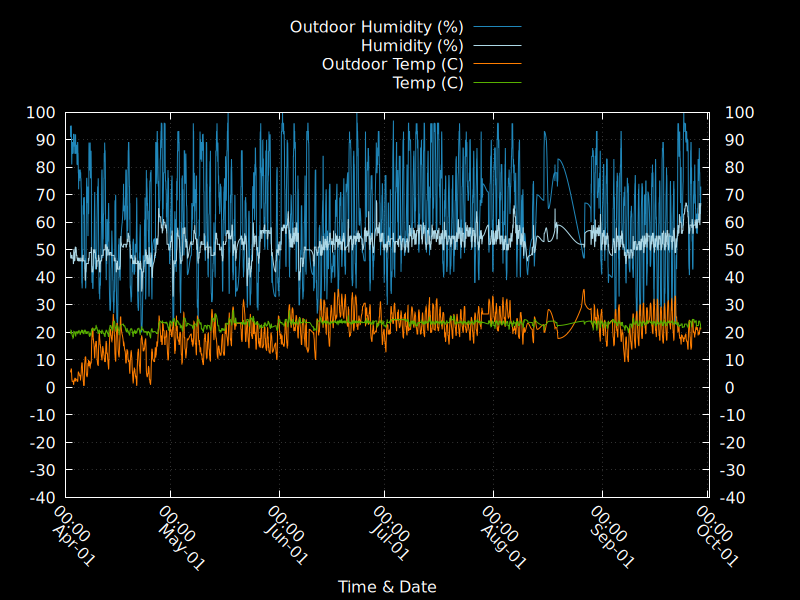 Outdoor Humidity (%)
Humidity (%)
Outdoor Temp (C)
Temp (C)
100 100
90 90
80 80
70 70
60 60
50 50
40 40
30 30
20 20
10 10
0 0
-10 -10
-20 -20
-30 -30
-40 -40
00:00 00:00 00:00 00:00 00:00 00:00 00:00
Apr-01 May-01 Jun-01 Jul-01 Aug-01 Sep-01 Oct-01
Time & Date